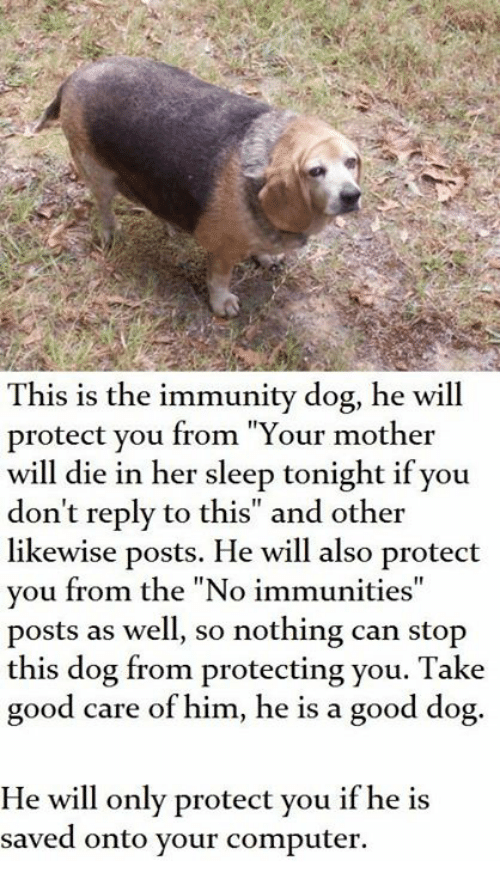 This is the immunity dog, he will
protect you from "Your mother
will die in her sleep tonight if you
don't reply to this" and other
likewise posts. He will also protect
you from the "No immunities"
posts as well, so nothing can stop
this dog from protecting you. Take
good care of him, he is a good dog.
He will only protect you if he is
saved onto your computer.